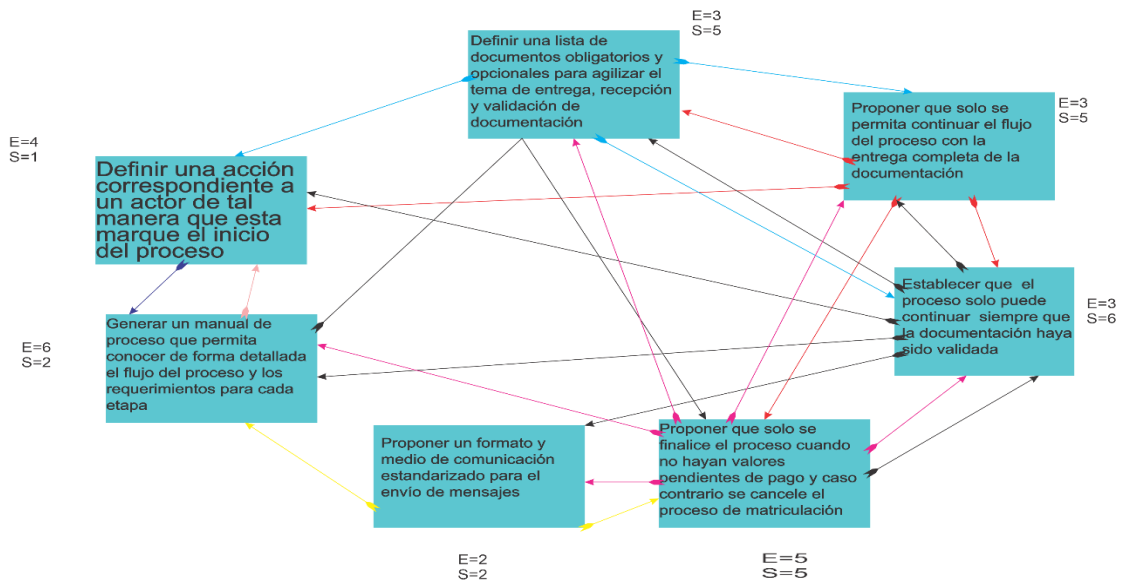 E=3
S=5
Definir una lista de
documentos obligatorios y
opcionales para agilizar el
tema de entrega, recepción
y validación de
documentación
E=3
S=5
Proponer que solo se
permita continuar el flujo
del proceso con la
entrega completa de la
documentación
E=4
S=1
Definir una acción
correspondiente a
un actor de tal
manera que esta
marque el inicio
del proceso
Establecer que el
proceso solo puede
continuar siempre que
la documentación haya
sido validada
E=3
S=6
Generar un manual de
proceso que permita
conocer de forma detallada
el flujo del proceso y los
requerimientos para cada
etapa
E=6
S=2
Proponer un formato y
medio de comunicación
estandarizado para el
envío de mensajes
Proponer que solo se
finalice el proceso cuando
no hayan valores
pendientes de pago y caso
contrario se cancele el
proceso de matriculación
E=2
S=2
E=5
S=5